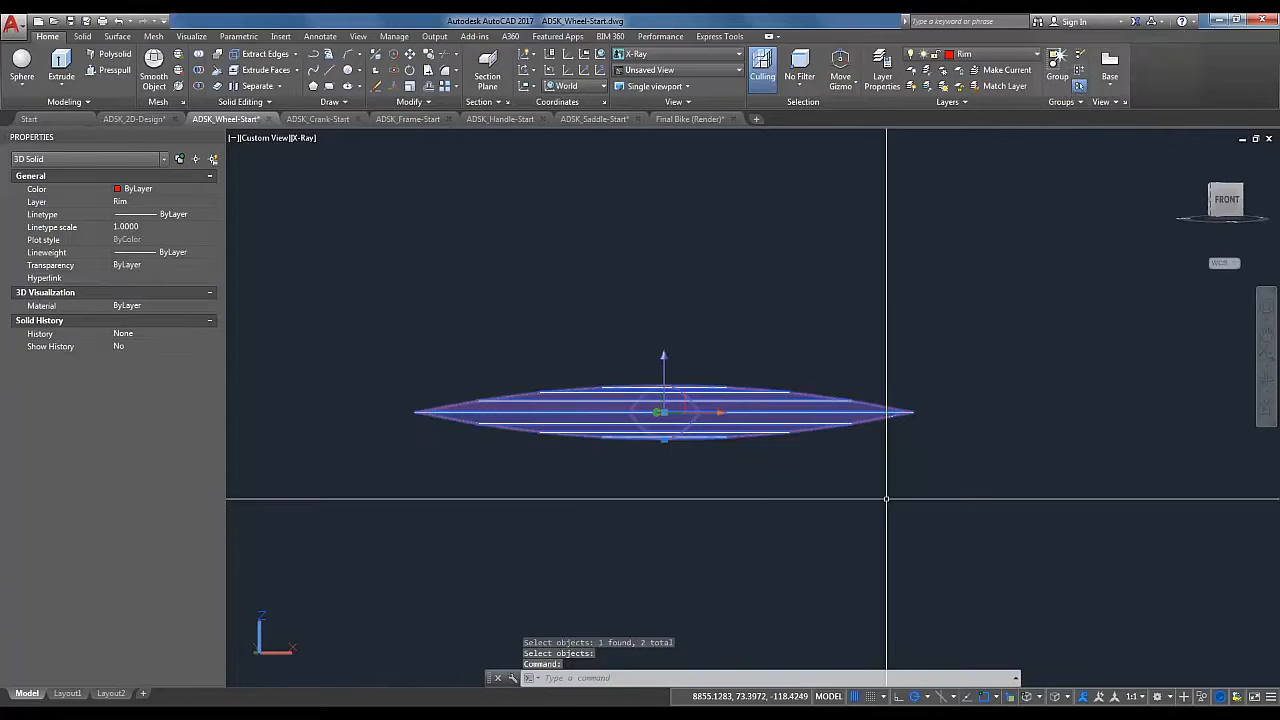 Autodesk AutoCAD 2017 ADSK_Wheel-Start.dwg
Type a keyword or phrase
Sign In
Home Solid Surface Mesh Visualize Parametric Insert Annotate View Manage Output Add-ins A360 Featured Apps BIM 360 Performance Express Tools
Polysolid
Extract Edges
X-Ray
Rim
Presspull
Extrude Faces
Unsaved View
Make Current
Sphere Extrude
Smooth Object
Separate
Section Plane
World
Single viewport
Culling No Filter Move Gizmo
Layer Properties
Match Layer
Group
Base
Modeling Mesh Solid Editing Draw Modify Section Coordinates View Selection Layers Groups View
Start ADSK_2D-Design* ADSK_Wheel-Start* ADSK_Crank-Start ADSK_Frame-Start ADSK_Handle-Start ADSK_Saddle-Start* Final Bike (Render)*
PROPERTIES
[−][Custom View][X-Ray]
3D Solid
General
Color ByLayer
Layer Rim
Linetype ByLayer
Linetype scale 1.0000
Plot style ByColor
Lineweight ByLayer
Transparency ByLayer
Hyperlink
3D Visualization
Material ByLayer
Solid History
History None
Show History No
FRONT
WCS
Z
X
Select objects: 1 found, 2 total
Select objects:
Command:
Type a command
Model Layout1 Layout2
8855.1283, 73.3972, -118.4249 MODEL
1:1